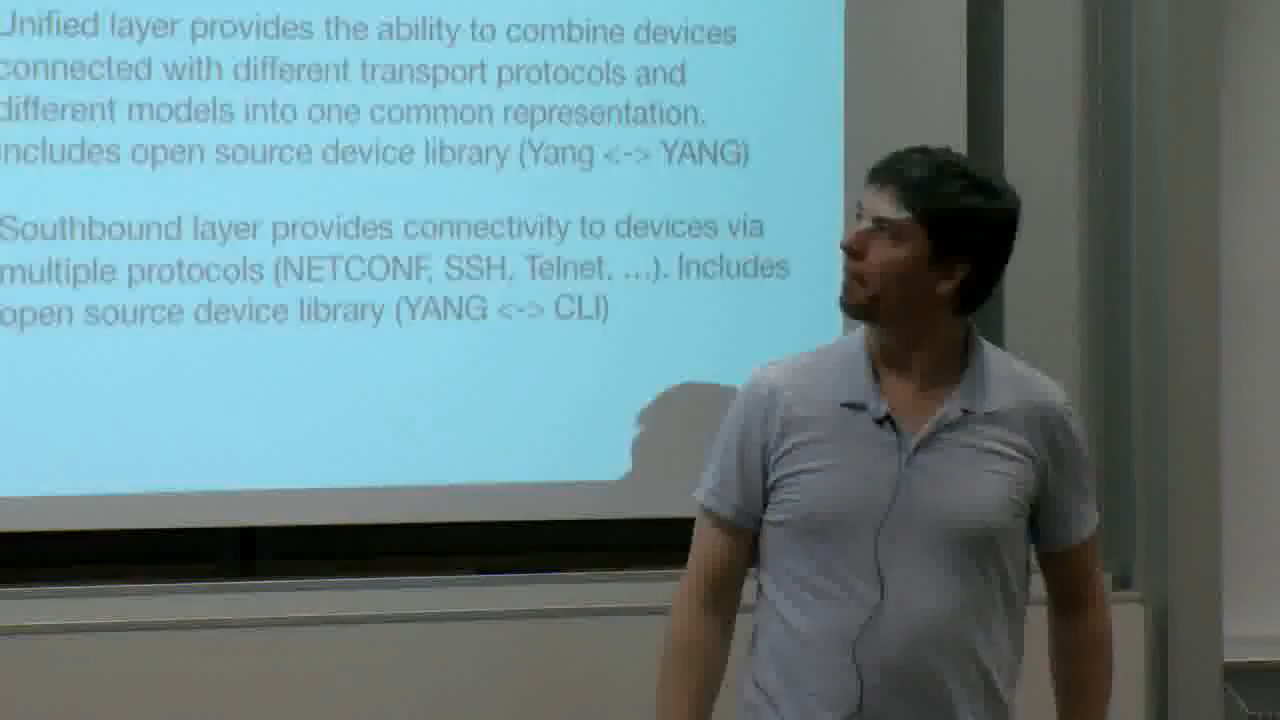 Unified layer provides the ability to combine devices
connected with different transport protocols and
different models into one common representation.
Includes open source device library (Yang <-> YANG)
Southbound layer provides connectivity to devices via
multiple protocols (NETCONF, SSH, Telnet, ...). Includes
open source device library (YANG <-> CLI)